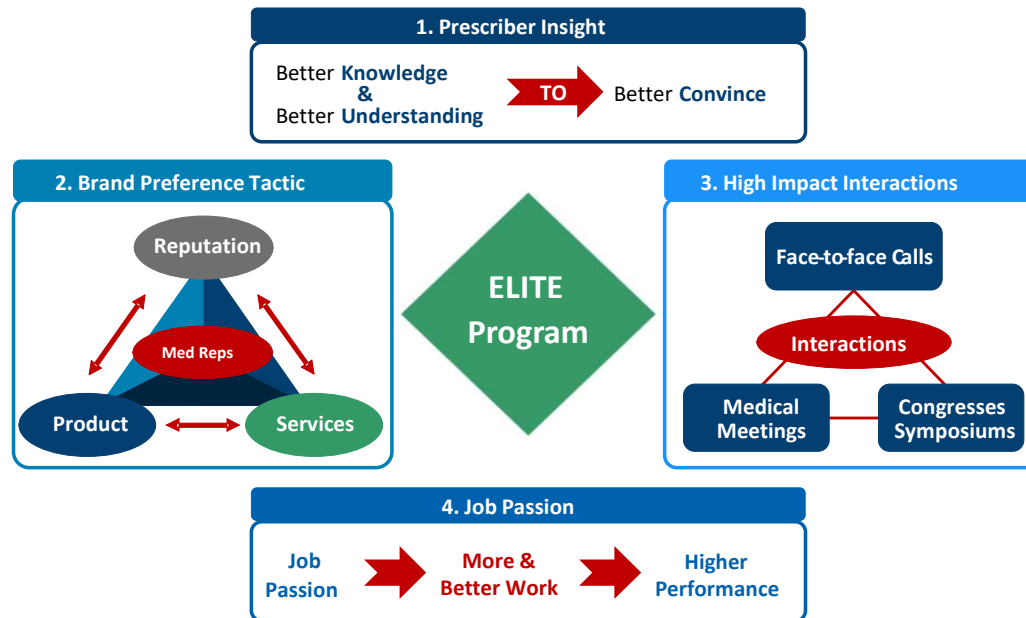 1. Prescriber Insight
Better Knowledge
&
Better Understanding
TO
Better Convince
2. Brand Preference Tactic
Reputation
Med Reps
Product
Services
ELITE
Program
3. High Impact Interactions
Face-to-face Calls
Interactions
Medical
Meetings
Congresses
Symposiums
4. Job Passion
Job
Passion
More &
Better Work
Higher
Performance